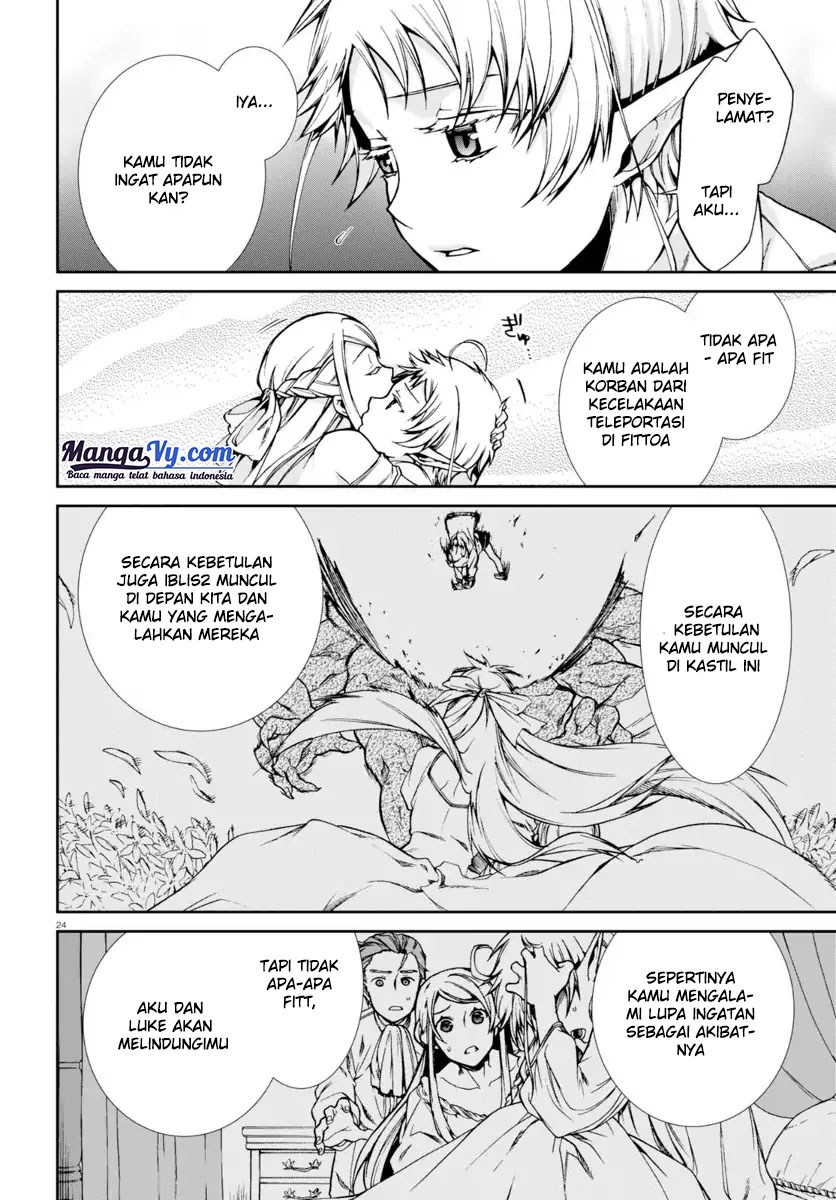 PENYE-
LAMAT?
TAPI
AKU...
IYA...
KAMU TIDAK
INGAT APAPUN
KAN?
TIDAK APA
- APA FIT
KAMU ADALAH
KORBAN DARI
KECELAKAAN
TELEPORTASI
DI FITTOA
ぎゅ…
MangaVy.com
Baca manga telat bahasa indonesia
SECARA
KEBETULAN
KAMU MUNCUL
DI KASTIL INI
SECARA KEBETULAN
JUGA IBLIS2 MUNCUL
DI DEPAN KITA DAN
KAMU YANG MENGA-
LAHKAN MEREKA
24
SEPERTINYA
KAMU MENGALA-
MI LUPA INGATAN
SEBAGAI AKIBAT-
NYA
TAPI TIDAK
APA-APA
FITT,
AKU DAN
LUKE AKAN
MELINDUNGIMU